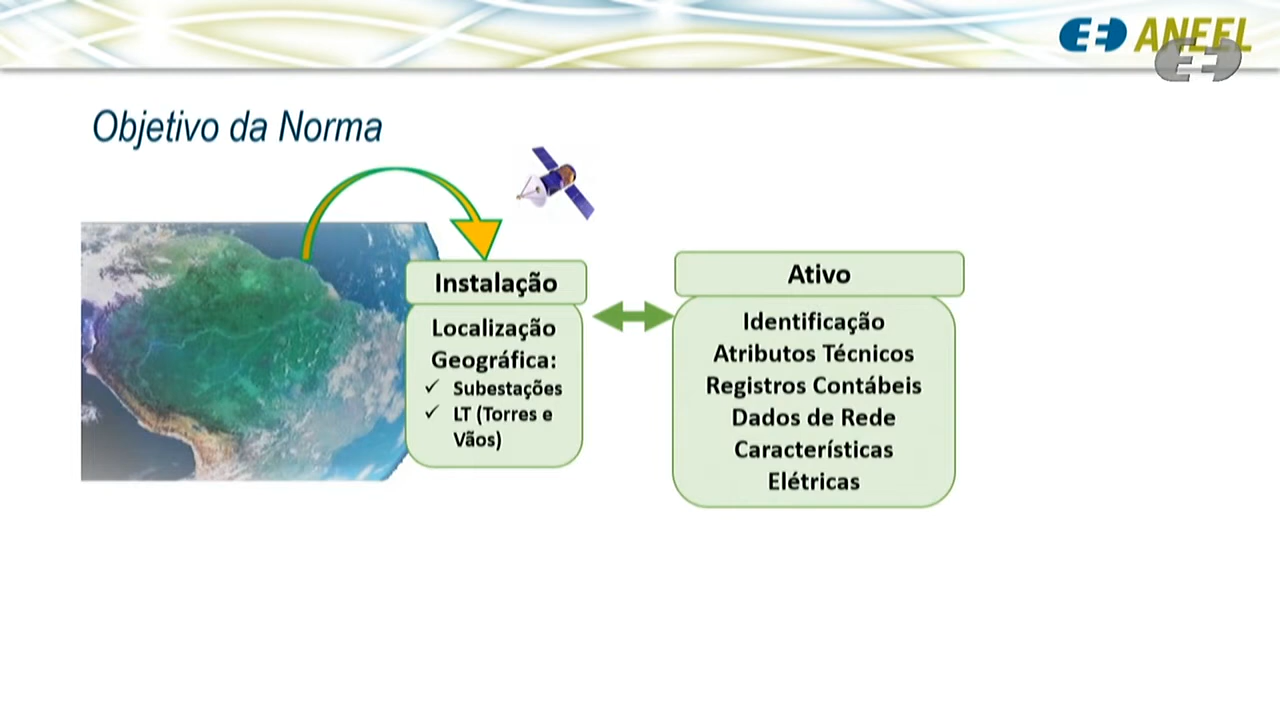 ANEEL
Objetivo da Norma
Instalação
Localização
Geográfica:
✓ Subestações
✓ LT (Torres e
Vãos)
Ativo
Identificação
Atributos Técnicos
Registros Contábeis
Dados de Rede
Características
Elétricas